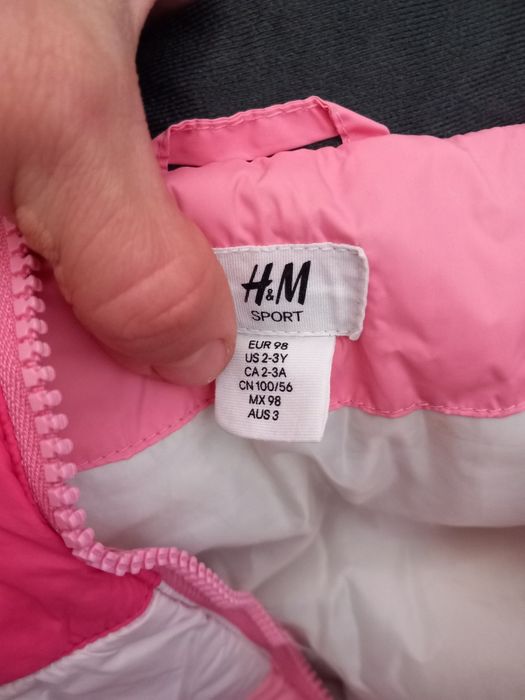 H&M
SPORT
EUR 98
US 2-3Y
CA 2-3A
CN 100/56
MX 98
AUS 3